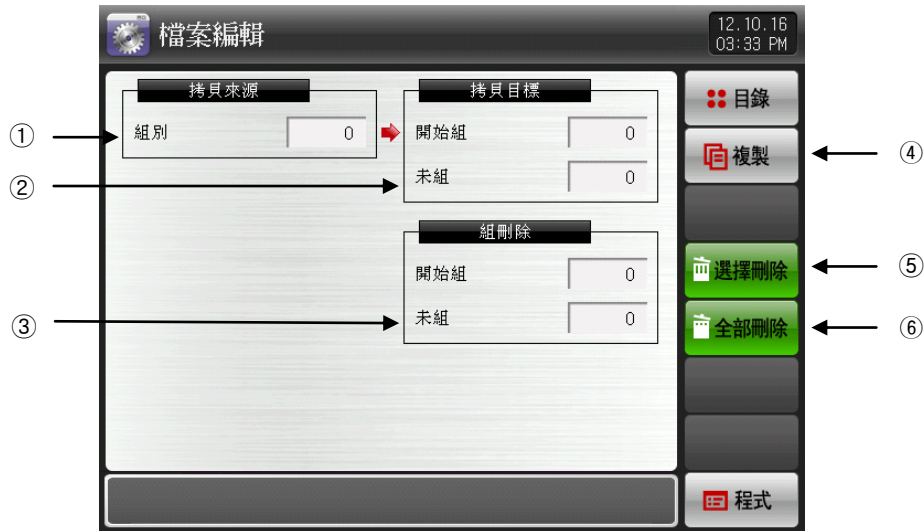 檔案編輯
12.10.16
03:33 PM
拷貝來源
組別 0
拷貝目標
開始組 0
未組 0
組刪除
開始組 0
未組 0
目錄
複製
選擇刪除
全部刪除
程式
①
②
③
④
⑤
⑥